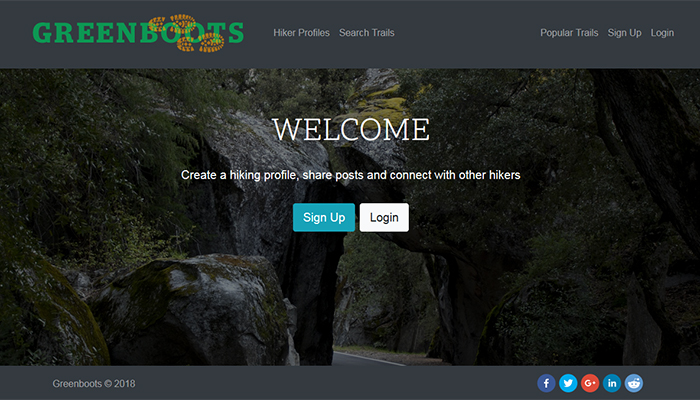 GREENBOOTS
Hiker Profiles Search Trails Popular Trails Sign Up Login
WELCOME
Create a hiking profile, share posts and connect with other hikers
Sign Up Login
Greenboots © 2018